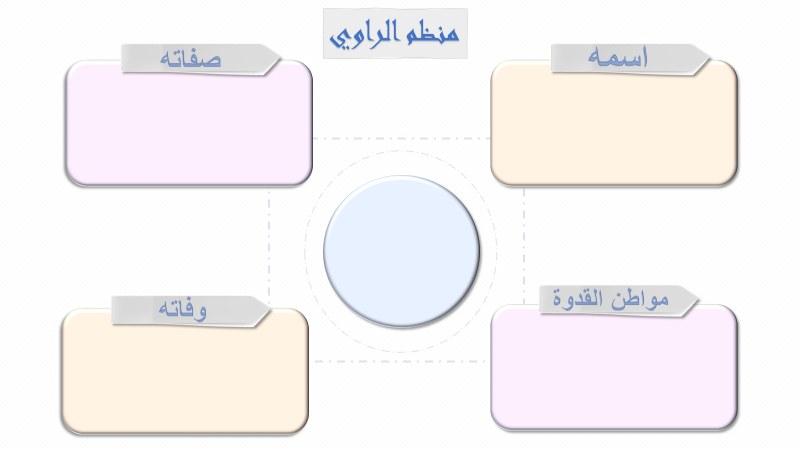 منظم الراوي
اسمه
صفاته
مواطن القدوة
وفاته